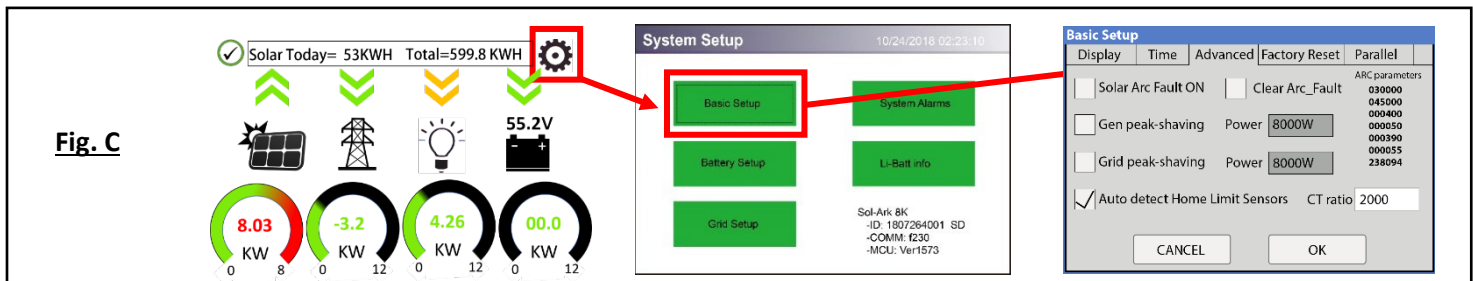 Fig. C
Solar Today= 53KWH Total=599.8 KWH
55.2V
- +
8.03
KW
0 8
-3.2
KW
0 12
4.26
KW
0 12
00.0
KW
0 12
System Setup 10/24/2018 02:23:10
Basic Setup
System Alarms
Battery Setup
Li-Batt info
Grid Setup
Sol-Ark 8K
-ID: 1807264001 SD
-COMM: f230
-MCU: Ver1573
Basic Setup
Display Time Advanced Factory Reset Parallel
Solar Arc Fault ON Clear Arc_Fault
Gen peak-shaving Power 8000W
Grid peak-shaving Power 8000W
Auto detect Home Limit Sensors CT ratio 2000
ARC parameters
030000
045000
000400
000050
000390
000055
238094
CANCEL OK